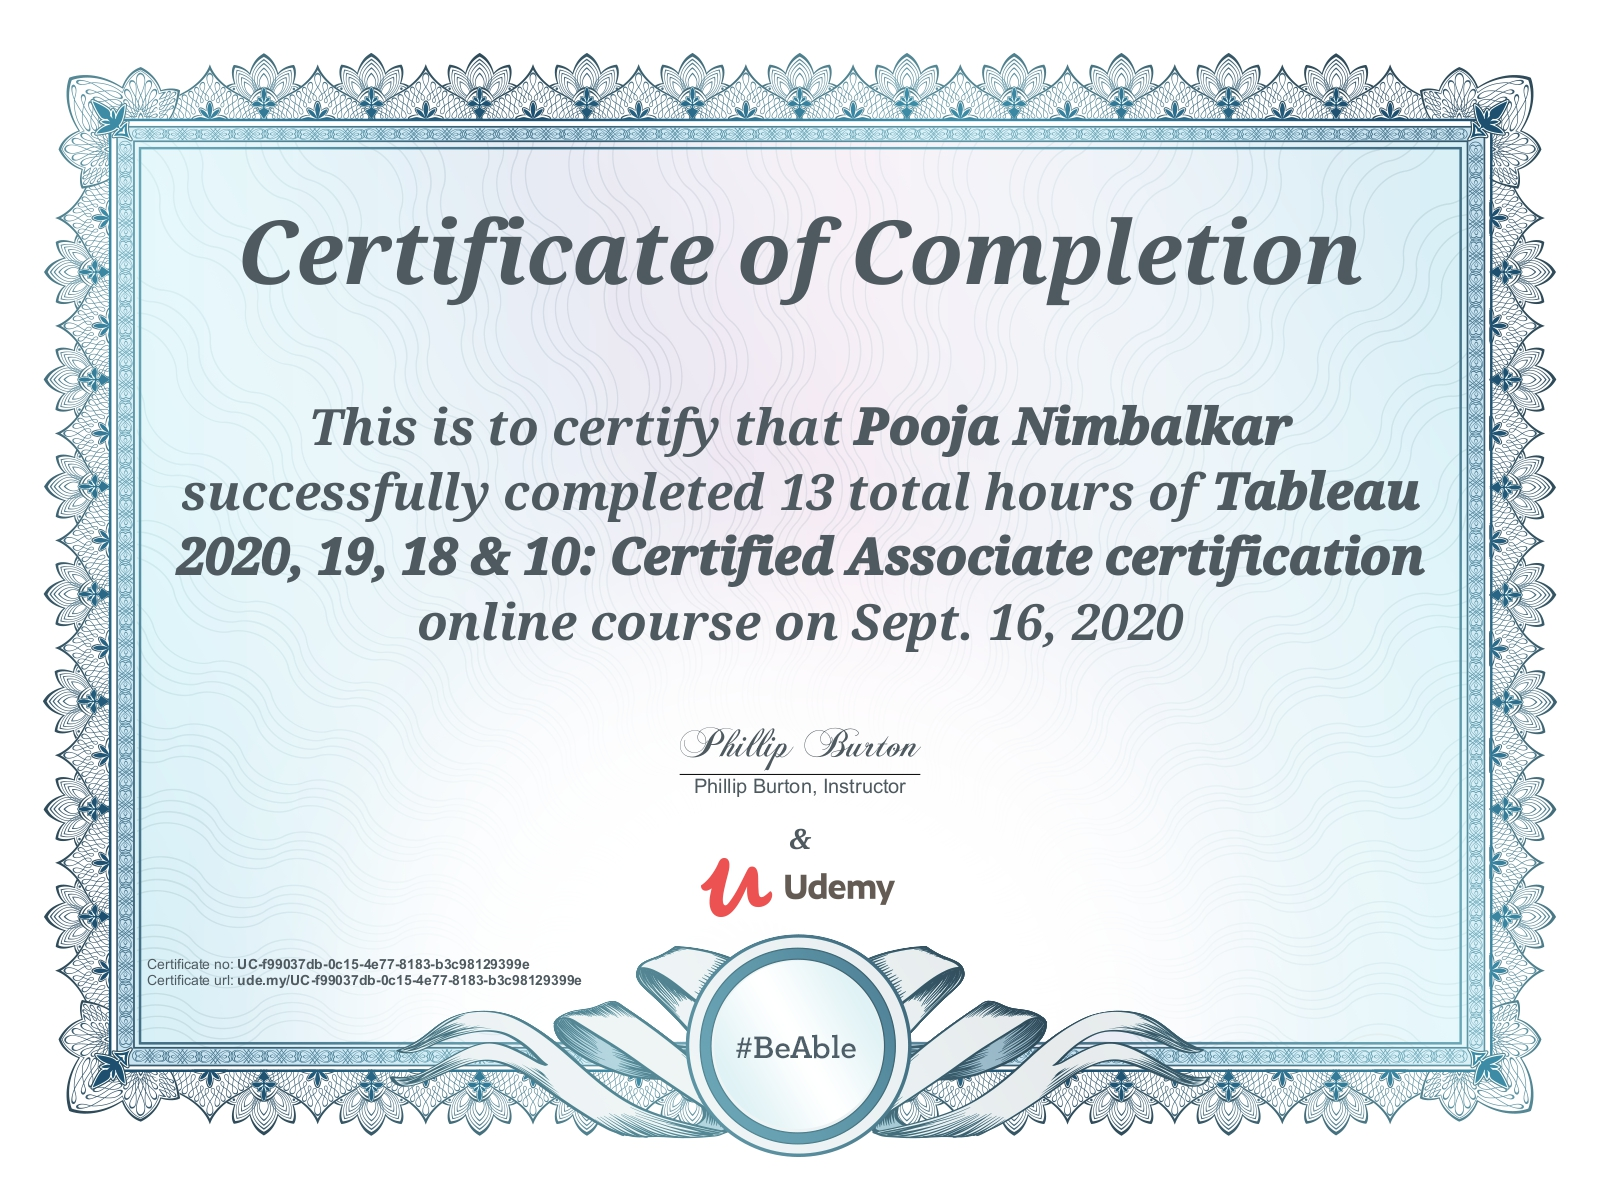 Certificate of Completion
This is to certify that Pooja Nimbalkar
successfully completed 13 total hours of Tableau
2020, 19, 18 & 10: Certified Associate certification
online course on Sept. 16, 2020
Phillip Burton
Phillip Burton, Instructor
&
Udemy
Certificate no: UC-f99037db-0c15-4e77-8183-b3c98129399e
Certificate url: ude.my/UC-f99037db-0c15-4e77-8183-b3c98129399e
#BeAble